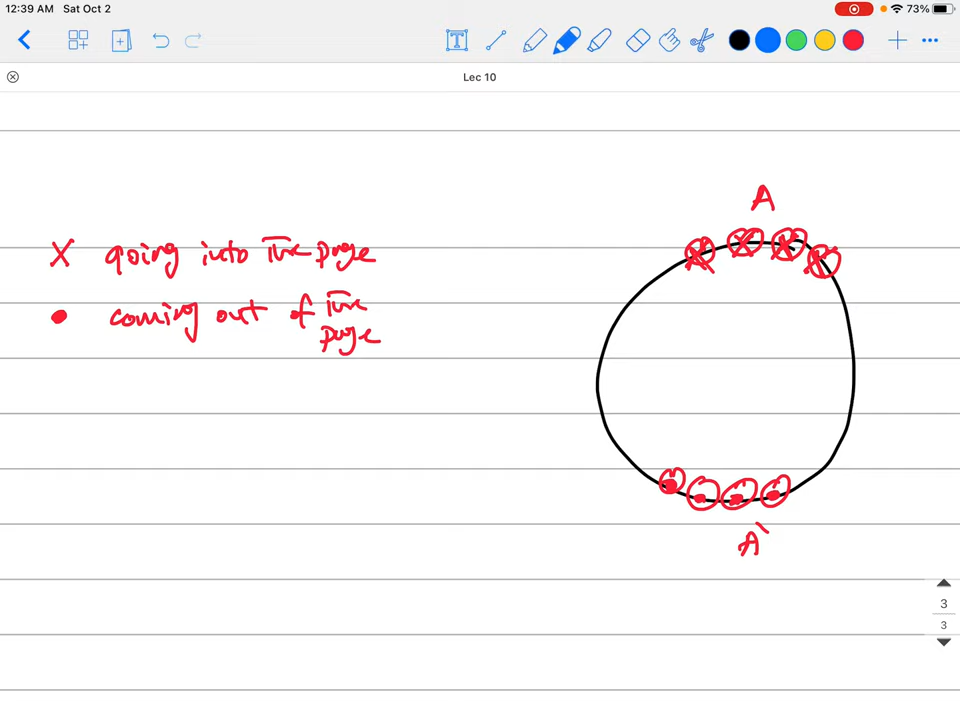 12:39 AM Sat Oct 2
73%
Lec 10
A
X going into the page
• coming out of the
page
A'
3
3